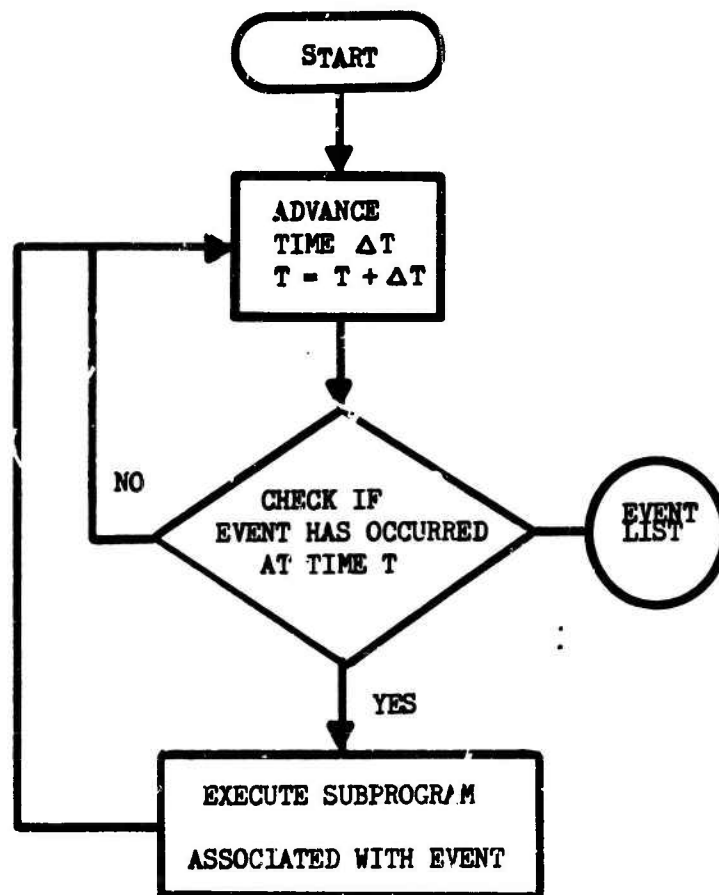 START
ADVANCE
TIME ΔT
T = T + ΔT
NO
CHECK IF
EVENT HAS OCCURRED
AT TIME T
EVENT
LIST
YES
EXECUTE SUBPROGRAM
ASSOCIATED WITH EVENT